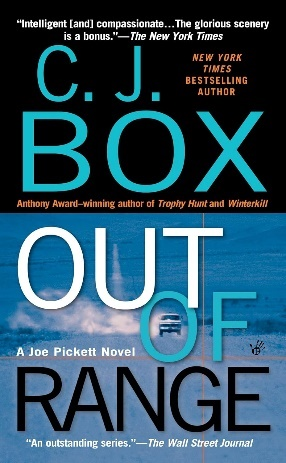 "Intelligent [and] compassionate…The glorious scenery
is a bonus."—The New York Times
C. J.
NEW YORK
TIMES
BESTSELLING
AUTHOR
BOX
Anthony Award–winning author of Trophy Hunt and Winterkill
OUT
OF
A Joe Pickett Novel
RANGE
"An outstanding series."—The Wall Street Journal